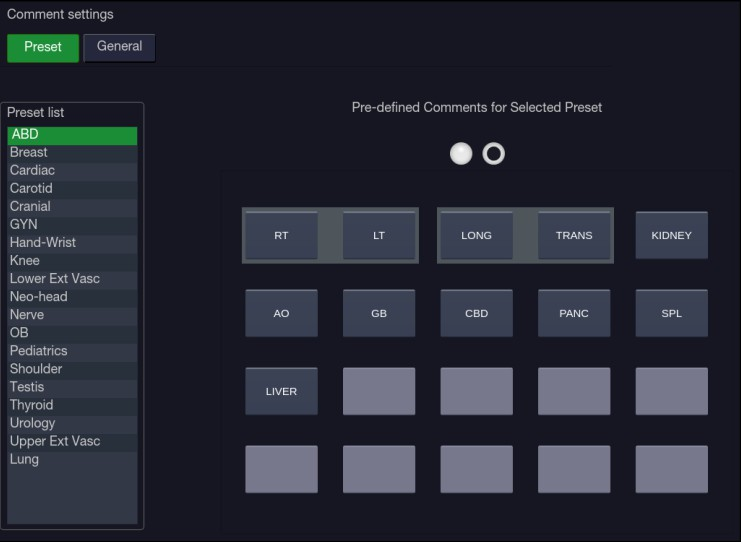 Comment settings
Preset General
Preset list
ABD
Breast
Cardiac
Carotid
Cranial
GYN
Hand-Wrist
Knee
Lower Ext Vasc
Neo-head
Nerve
OB
Pediatrics
Shoulder
Testis
Thyroid
Urology
Upper Ext Vasc
Lung
Pre-defined Comments for Selected Preset
RT LT LONG TRANS KIDNEY
AO GB CBD PANC SPL
LIVER